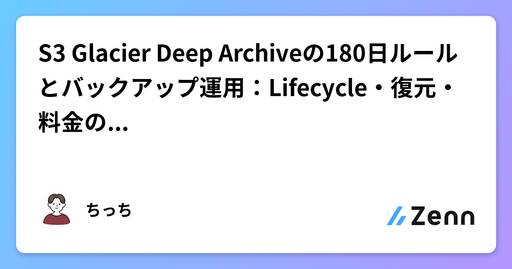 S3 Glacier Deep Archiveの180日ルール
とバックアップ運用：Lifecycle・復元・
料金の...
ちっち
Zenn